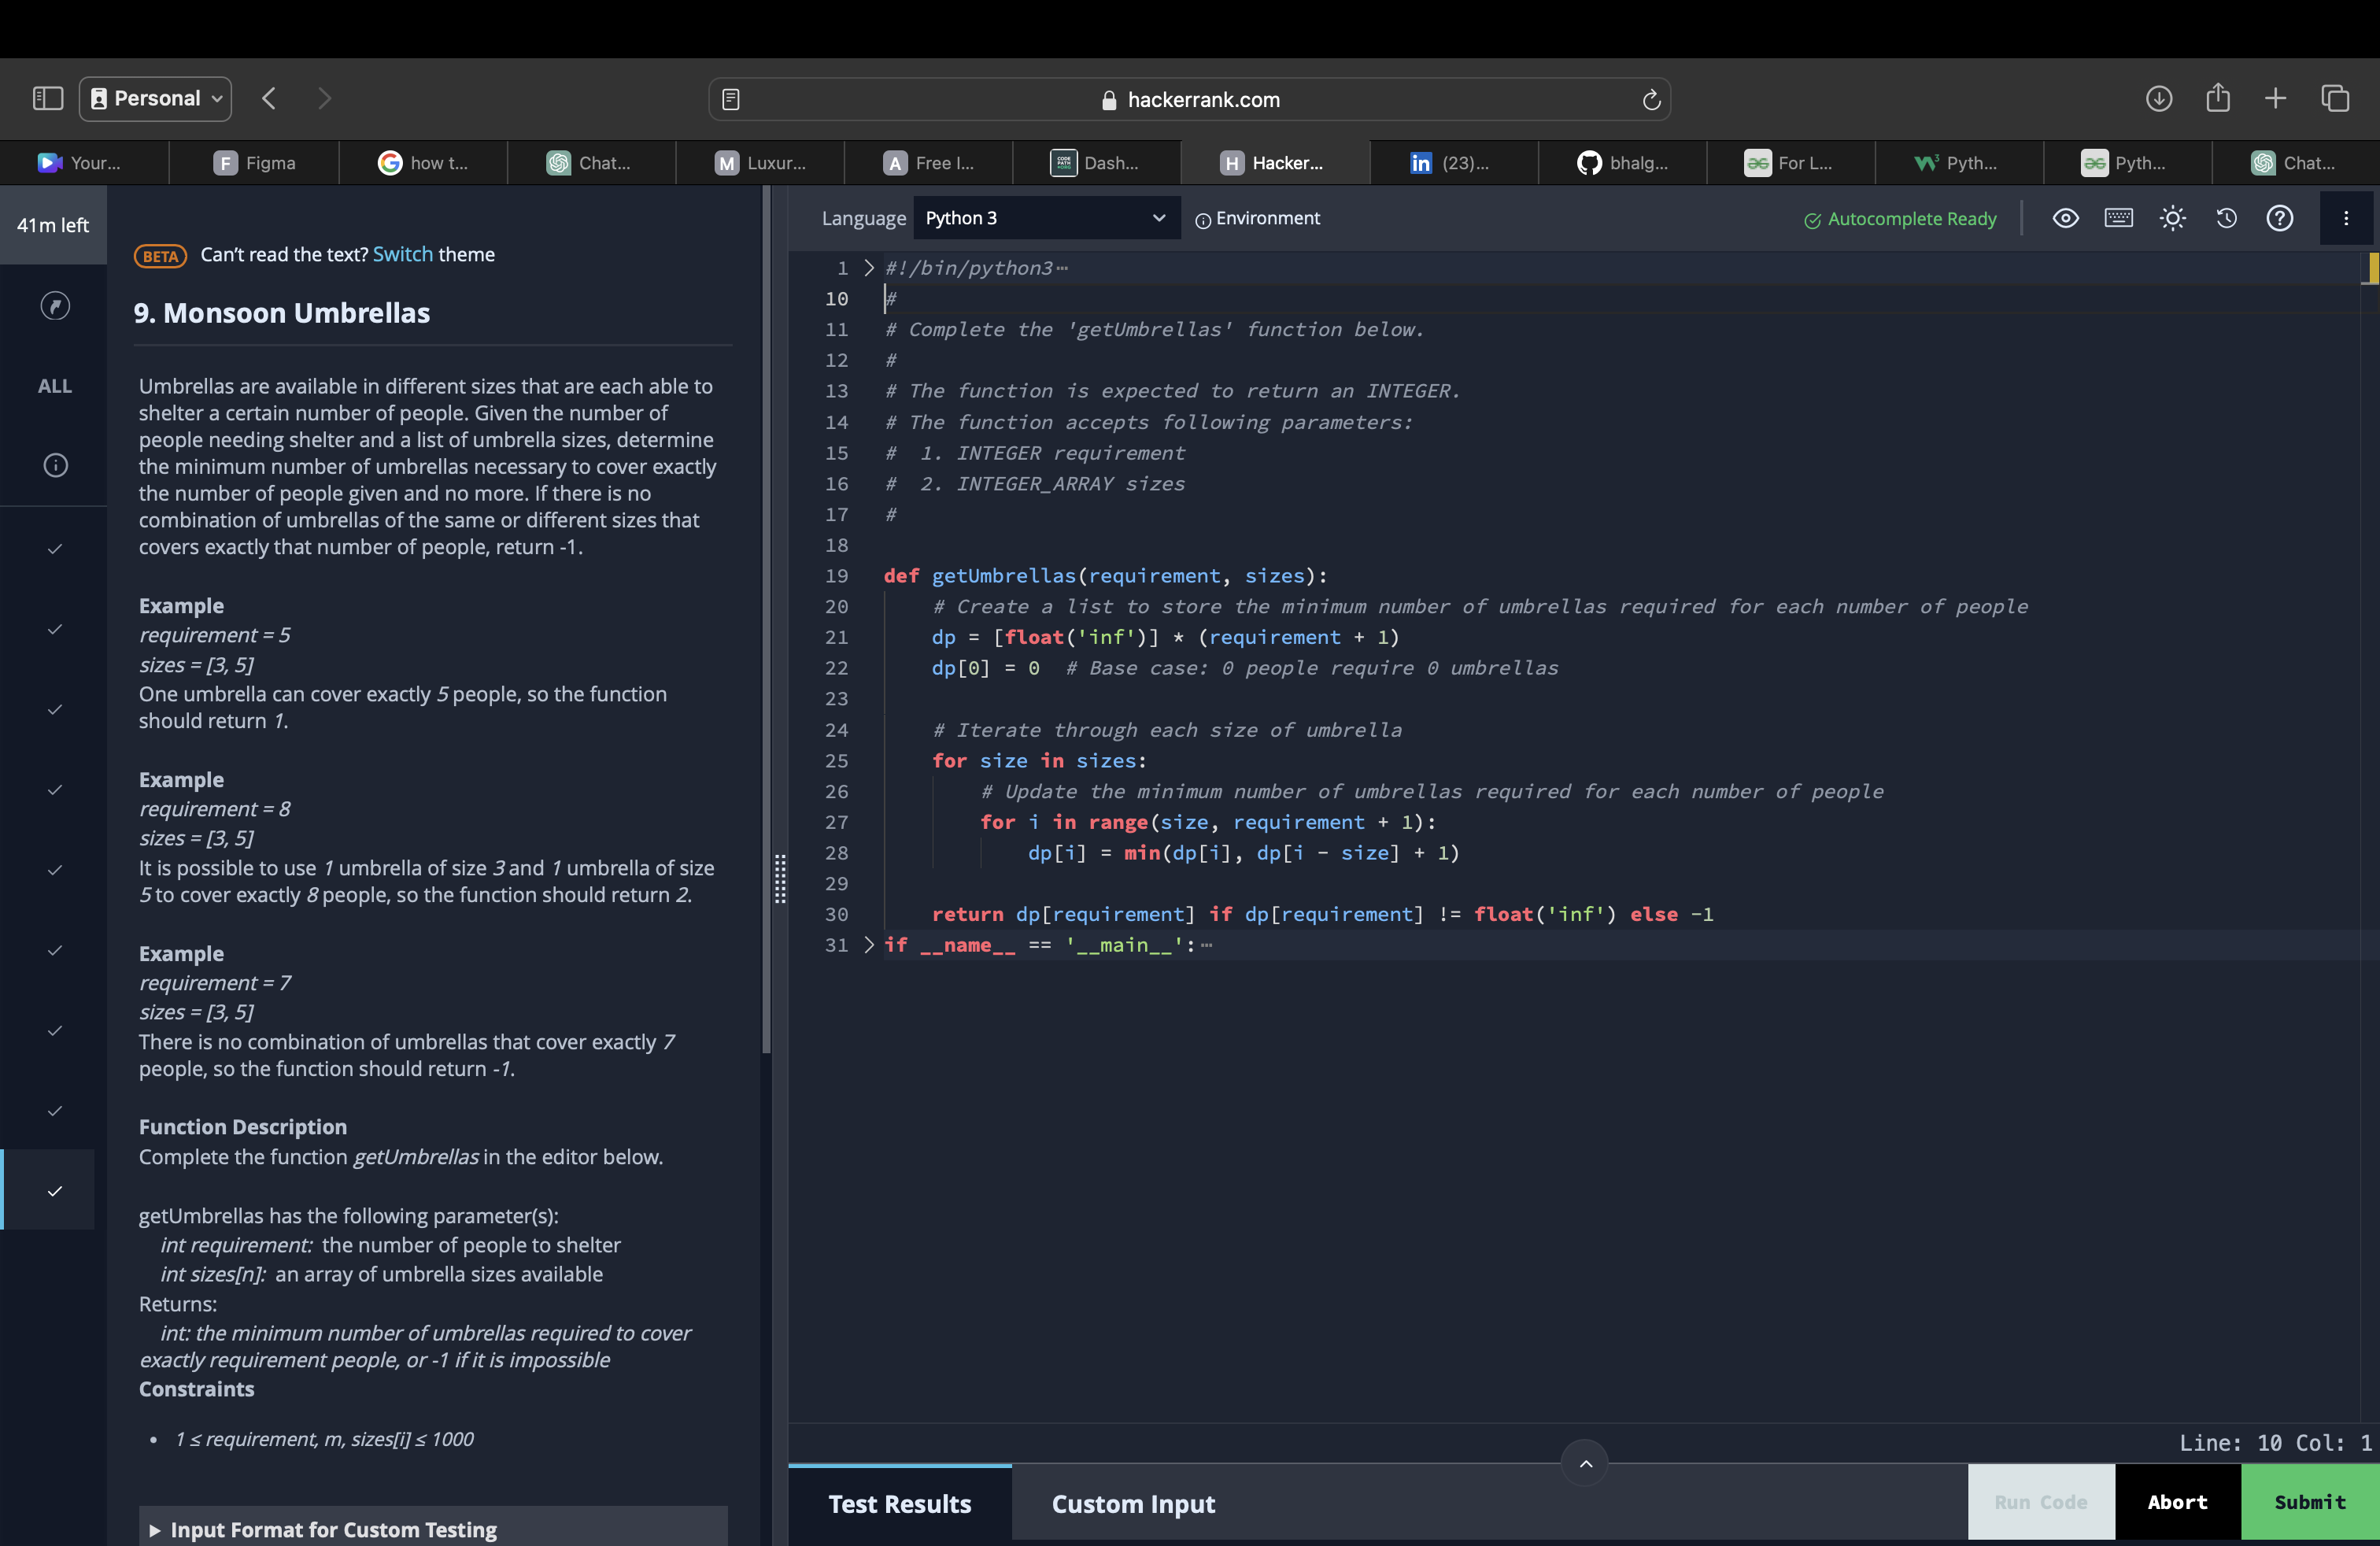 Personal
hackerrank.com
Your...
F Figma
how t...
Chat...
M Luxur...
A Free I...
CODE PATH Dash...
H Hacker...
in (23)...
bhalg...
For L...
W3 Pyth...
Pyth...
Chat...
41m left
ALL
BETA Can't read the text? Switch theme
9. Monsoon Umbrellas
Umbrellas are available in different sizes that are each able to
shelter a certain number of people. Given the number of
people needing shelter and a list of umbrella sizes, determine
the minimum number of umbrellas necessary to cover exactly
the number of people given and no more. If there is no
combination of umbrellas of the same or different sizes that
covers exactly that number of people, return -1.
Example
requirement = 5
sizes = [3, 5]
One umbrella can cover exactly 5 people, so the function
should return 1.
Example
requirement = 8
sizes = [3, 5]
It is possible to use 1 umbrella of size 3 and 1 umbrella of size
5 to cover exactly 8 people, so the function should return 2.
Example
requirement = 7
sizes = [3, 5]
There is no combination of umbrellas that cover exactly 7
people, so the function should return -1.
Function Description
Complete the function getUmbrellas in the editor below.
getUmbrellas has the following parameter(s):
int requirement: the number of people to shelter
int sizes[n]: an array of umbrella sizes available
Returns:
int: the minimum number of umbrellas required to cover
exactly requirement people, or -1 if it is impossible
Constraints
• 1 ≤ requirement, m, sizes[i] ≤ 1000
▶ Input Format for Custom Testing
Language Python 3 Environment
Autocomplete Ready
1 #!/bin/python3⋯
10 #
11 # Complete the 'getUmbrellas' function below.
12 #
13 # The function is expected to return an INTEGER.
14 # The function accepts following parameters:
15 #  1. INTEGER requirement
16 #  2. INTEGER_ARRAY sizes
17 #
18
19 def getUmbrellas(requirement, sizes):
20     # Create a list to store the minimum number of umbrellas required for each number of people
21     dp = [float('inf')] * (requirement + 1)
22     dp[0] = 0  # Base case: 0 people require 0 umbrellas
23
24     # Iterate through each size of umbrella
25     for size in sizes:
26         # Update the minimum number of umbrellas required for each number of people
27         for i in range(size, requirement + 1):
28             dp[i] = min(dp[i], dp[i - size] + 1)
29
30     return dp[requirement] if dp[requirement] != float('inf') else -1
31 if __name__ == '__main__':⋯
Line: 10 Col: 1
Test Results
Custom Input
Run Code
Abort
Submit